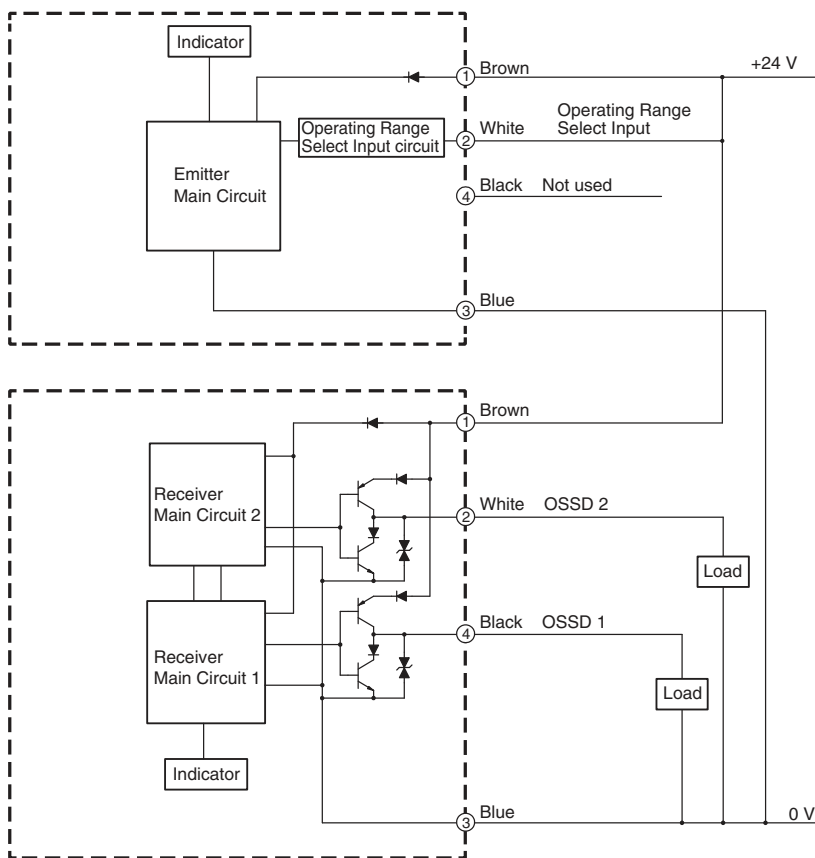 Indicator
1 Brown
+24 V
Operating Range
Select Input circuit
2 White
Operating Range
Select Input
Emitter
Main Circuit
4 Black Not used
3 Blue
1 Brown
Receiver
Main Circuit 2
2 White OSSD 2
Load
4 Black OSSD 1
Receiver
Main Circuit 1
Load
Indicator
3 Blue
0 V